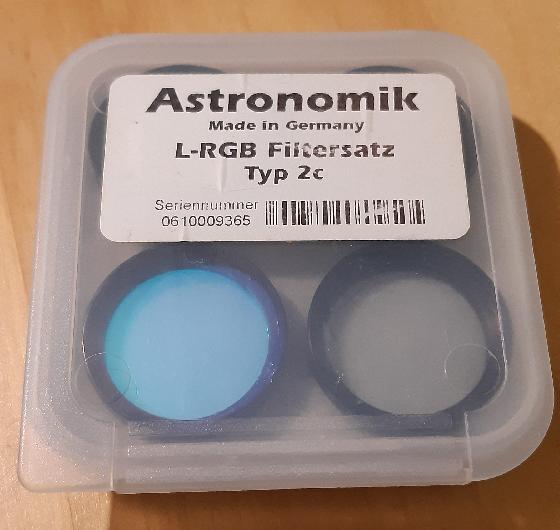 Astronomik
Made in Germany
L-RGB Filtersatz
Typ 2c
Seriennummer
0610009365